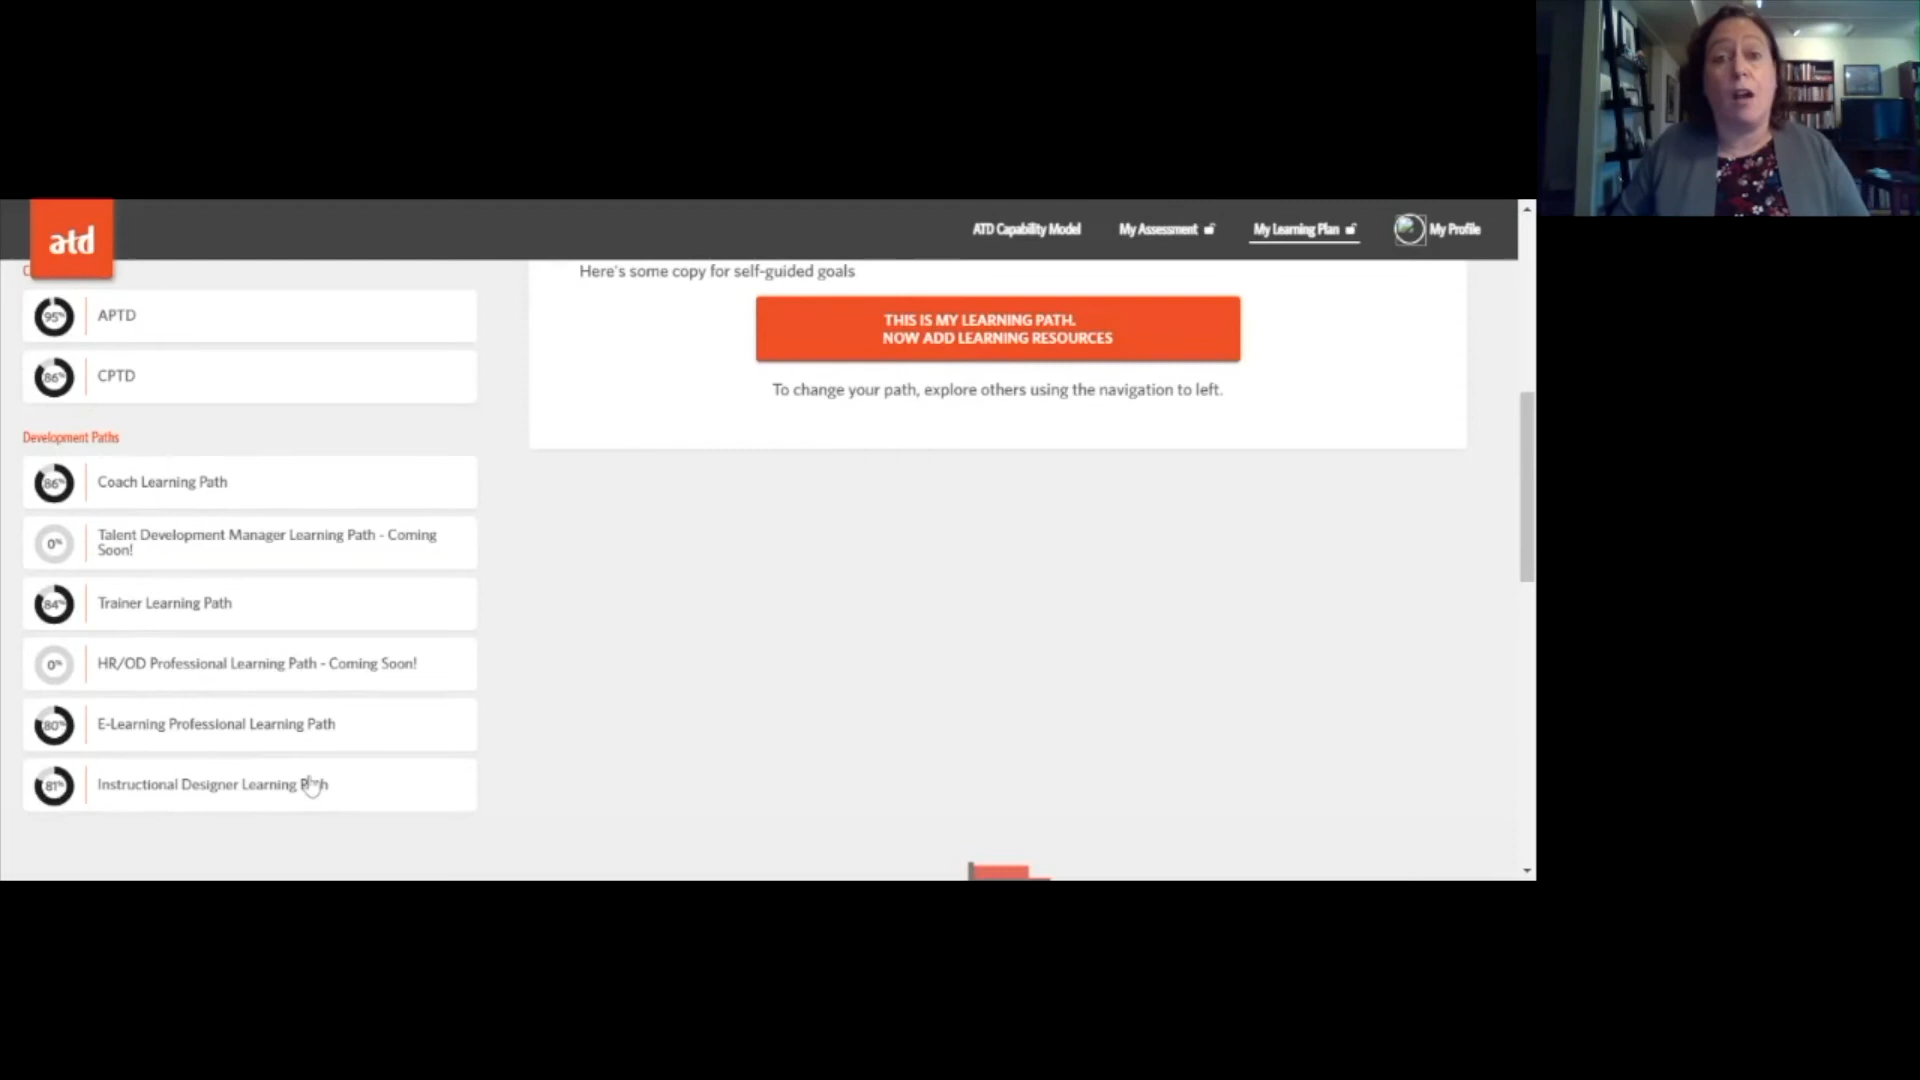 atd
ATD Capability Model
My Assessment
My Learning Plan
My Profile
C
Here's some copy for self-guided goals
95%
APTD
THIS IS MY LEARNING PATH.
NOW ADD LEARNING RESOURCES
86%
CPTD
To change your path, explore others using the navigation to left.
Development Paths
86%
Coach Learning Path
0%
Talent Development Manager Learning Path - Coming
Soon!
84%
Trainer Learning Path
0%
HR/OD Professional Learning Path - Coming Soon!
80%
E-Learning Professional Learning Path
81%
Instructional Designer Learning Path